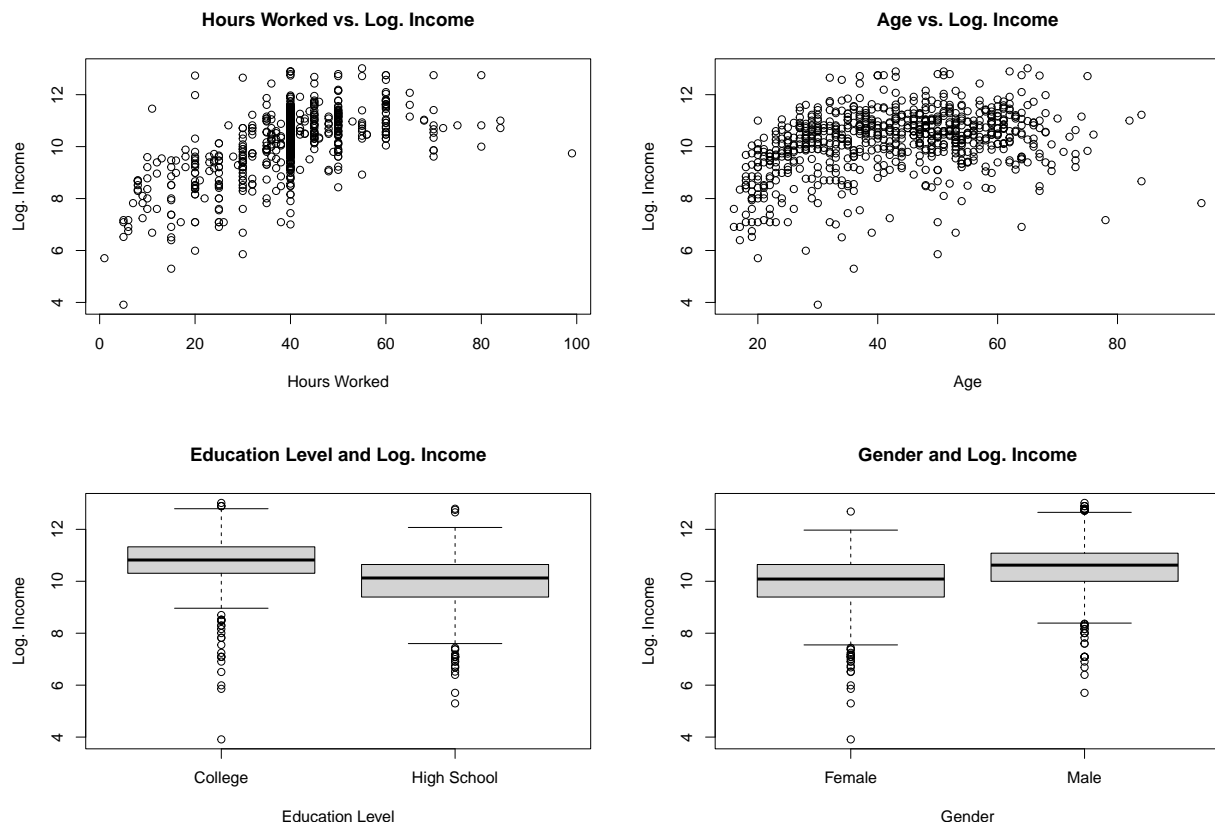 Hours Worked vs. Log. Income
Log. Income
4 6 8 10 12
0 20 40 60 80 100
Hours Worked
Age vs. Log. Income
Log. Income
4 6 8 10 12
20 40 60 80
Age
Education Level and Log. Income
Log. Income
4 6 8 10 12
College High School
Education Level
Gender and Log. Income
Log. Income
4 6 8 10 12
Female Male
Gender